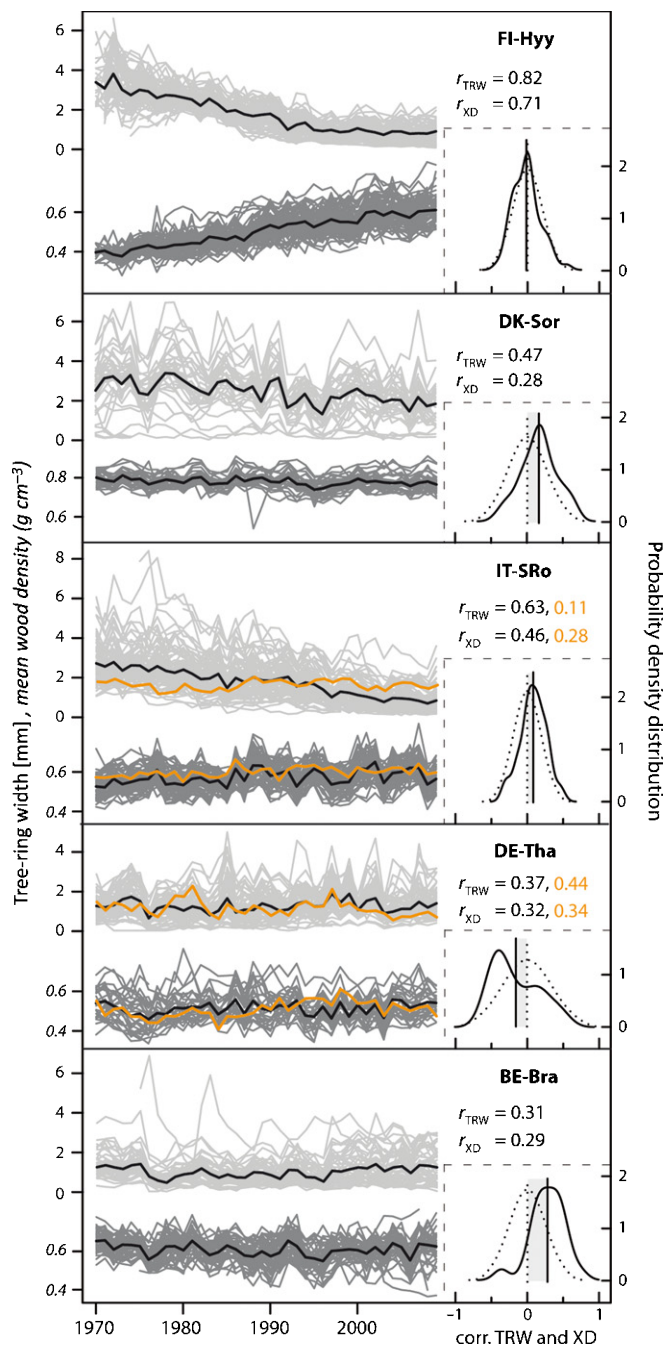 Tree-ring width [mm], mean wood density (g cm⁻³)
Probability density distribution
FI-Hyy
r_TRW = 0.82
r_XD = 0.71
6
4
2
0
0.6
0.4
2
1
0
DK-Sor
r_TRW = 0.47
r_XD = 0.28
6
4
2
0
0.8
0.6
2
1
0
IT-SRo
r_TRW = 0.63, 0.11
r_XD = 0.46, 0.28
8
6
4
2
0
0.6
0.4
2
1
0
DE-Tha
r_TRW = 0.37, 0.44
r_XD = 0.32, 0.34
4
2
0
0.6
0.4
1
0
BE-Bra
r_TRW = 0.31
r_XD = 0.29
6
4
2
0
0.6
0.4
2
1
0
1970 1980 1990 2000
−1 0 1
corr. TRW and XD